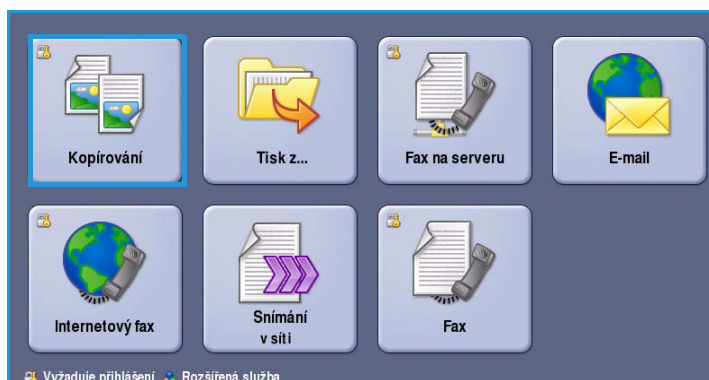 Kopírování
Tisk z...
Fax na serveru
E-mail
Internetový fax
Snímání
v síti
Fax
Vyžaduje přihlášení Rozšířená služba